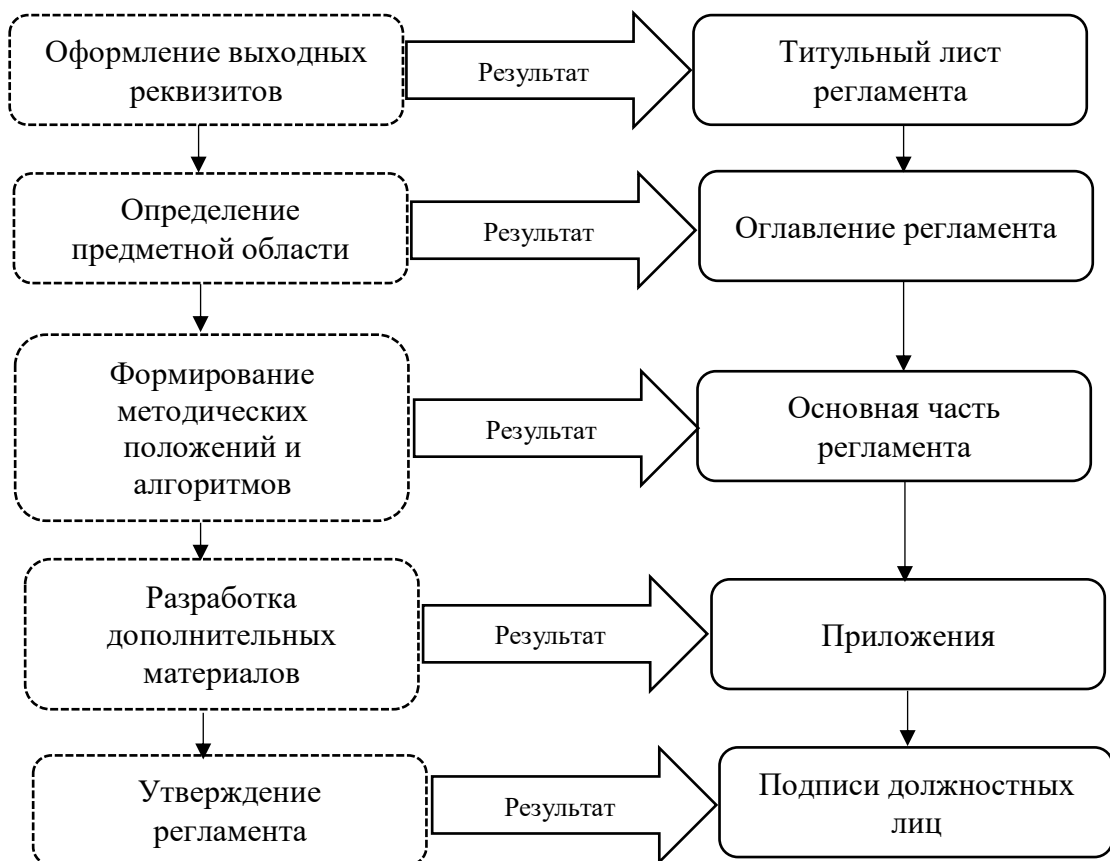 Оформление выходных
реквизитов
Результат
Титульный лист
регламента
Определение
предметной области
Результат
Оглавление регламента
Формирование
методических
положений и
алгоритмов
Результат
Основная часть
регламента
Разработка
дополнительных
материалов
Результат
Приложения
Утверждение
регламента
Результат
Подписи должностных
лиц